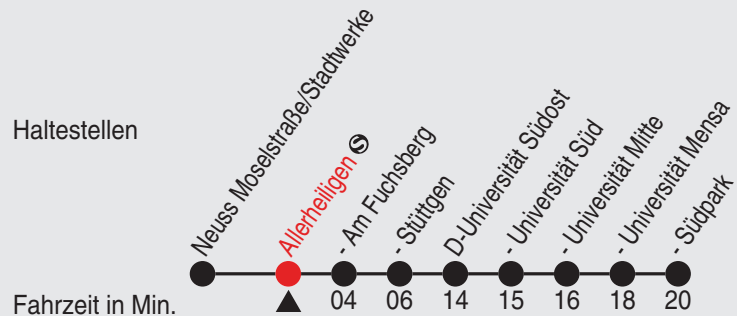 Haltestellen
Neuss Moselstraße/Stadtwerke
Allerheiligen Ⓢ
- Am Fuchsberg
- Stüttgen
D-Universität Südost
- Universität Süd
- Universität Mitte
- Universität Mensa
- Südpark
Fahrzeit in Min.
04 06 14 15 16 18 20